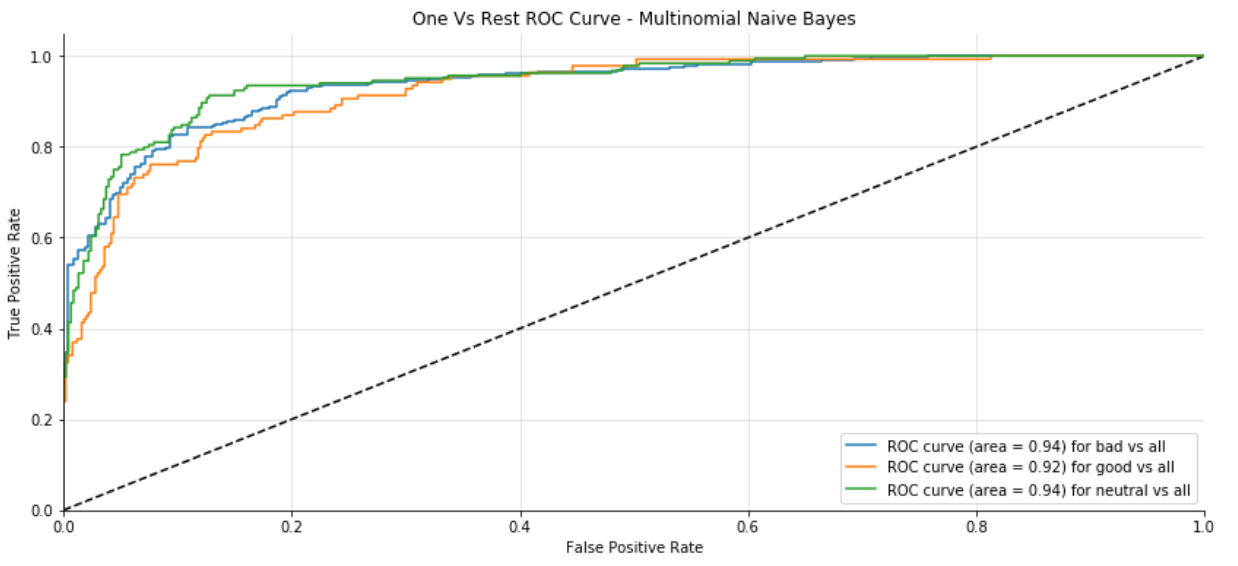 One Vs Rest ROC Curve - Multinomial Naive Bayes
True Positive Rate
1.0
0.8
0.6
0.4
0.2
0.0
ROC curve (area = 0.94) for bad vs all
ROC curve (area = 0.92) for good vs all
ROC curve (area = 0.94) for neutral vs all
0.0 0.2 0.4 0.6 0.8 1.0
False Positive Rate